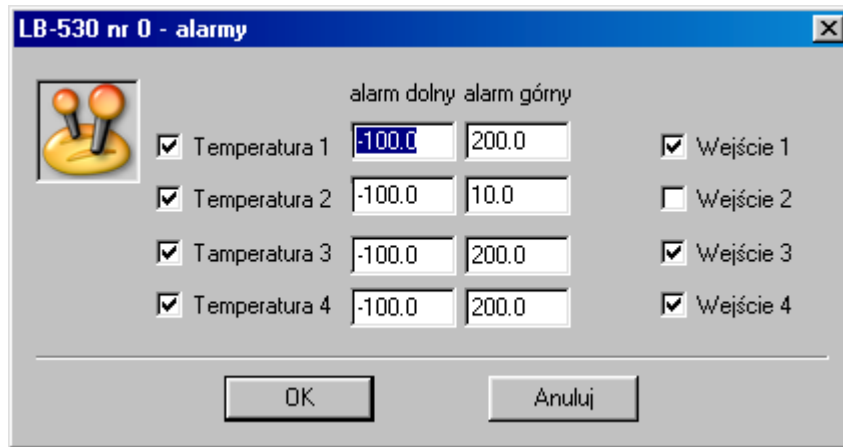 LB-530 nr 0 - alarmy
alarm dolny alarm górny
Temperatura 1 -100.0 200.0 Wejście 1
Temperatura 2 -100.0 10.0 Wejście 2
Tamperatura 3 -100.0 200.0 Wejście 3
Temperatura 4 -100.0 200.0 Wejście 4
OK Anuluj